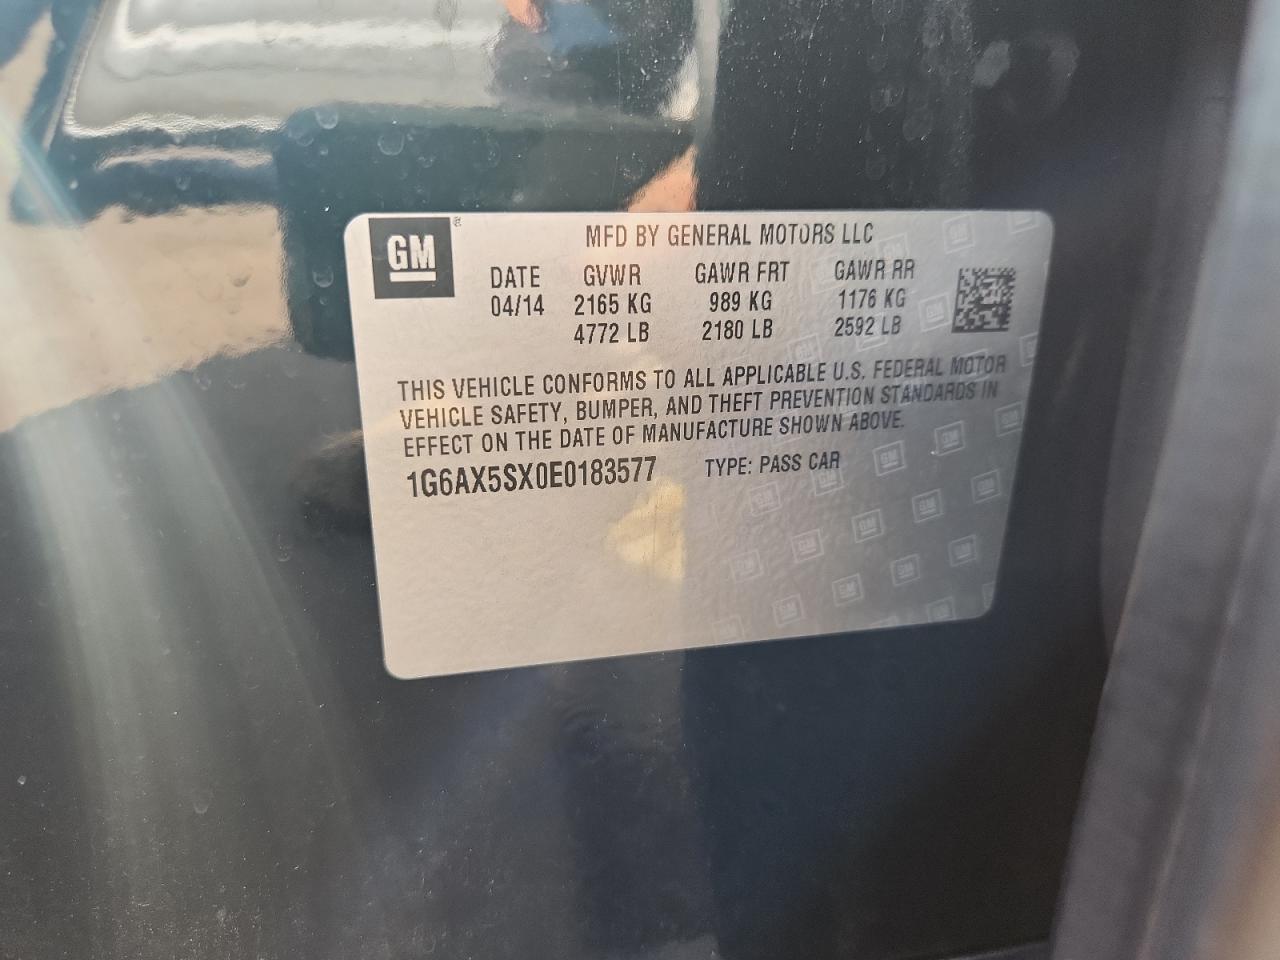 GM
MFD BY GENERAL MOTORS LLC
DATE GVWR GAWR FRT GAWR RR
04/14 2165 KG 989 KG 1176 KG
4772 LB 2180 LB 2592 LB
THIS VEHICLE CONFORMS TO ALL APPLICABLE U.S. FEDERAL MOTOR
VEHICLE SAFETY, BUMPER, AND THEFT PREVENTION STANDARDS IN
EFFECT ON THE DATE OF MANUFACTURE SHOWN ABOVE.
1G6AX5SX0E0183577 TYPE: PASS CAR